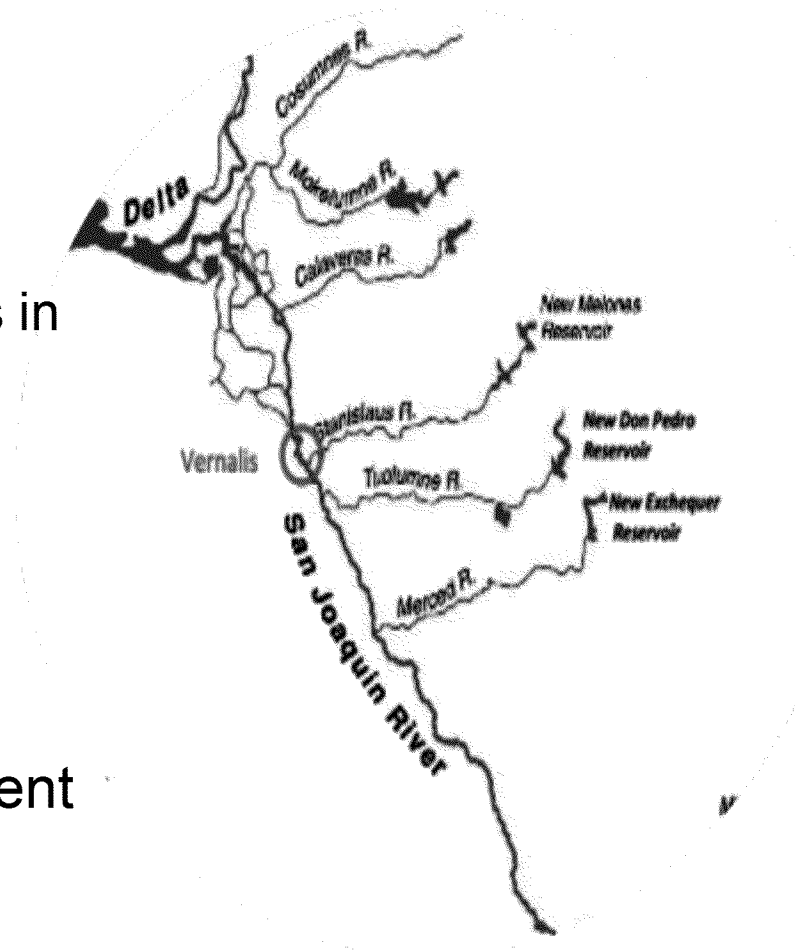 Cosumnes R.
Mokelumne R.
Delta
Calaveras R.
s in
New Melones
Reservoir
Stanislaus R.
New Don Pedro
Reservoir
Vernalis
Tuolumne R.
New Exchequer
Reservoir
San Joaquin River
Merced R.
ent
V